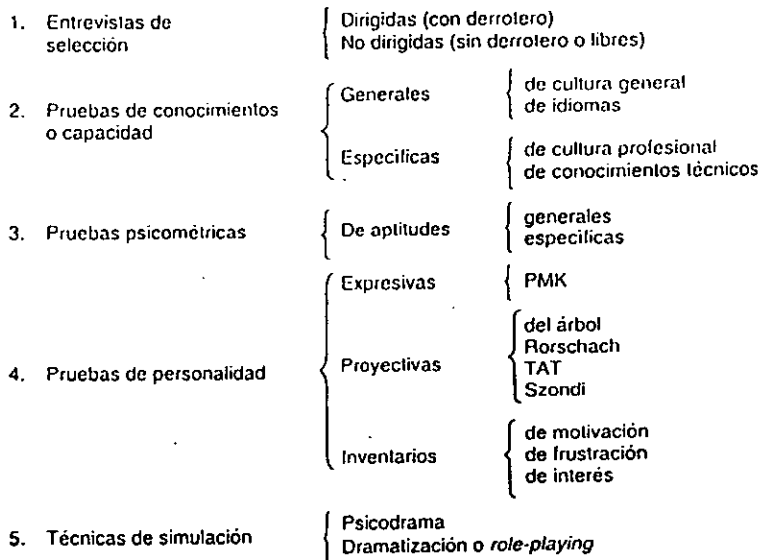 1. Entrevistas de selección
Dirigidas (con derrotero)
No dirigidas (sin derrotero o libres)
2. Pruebas de conocimientos o capacidad
Generales
de cultura general
de idiomas
Específicas
de cultura profesional
de conocimientos técnicos
3. Pruebas psicométricas
De aptitudes
generales
específicas
4. Pruebas de personalidad
Expresivas
PMK
Proyectivas
del árbol
Rorschach
TAT
Szondi
Inventarios
de motivación
de frustración
de interés
5. Técnicas de simulación
Psicodrama
Dramatización o role-playing